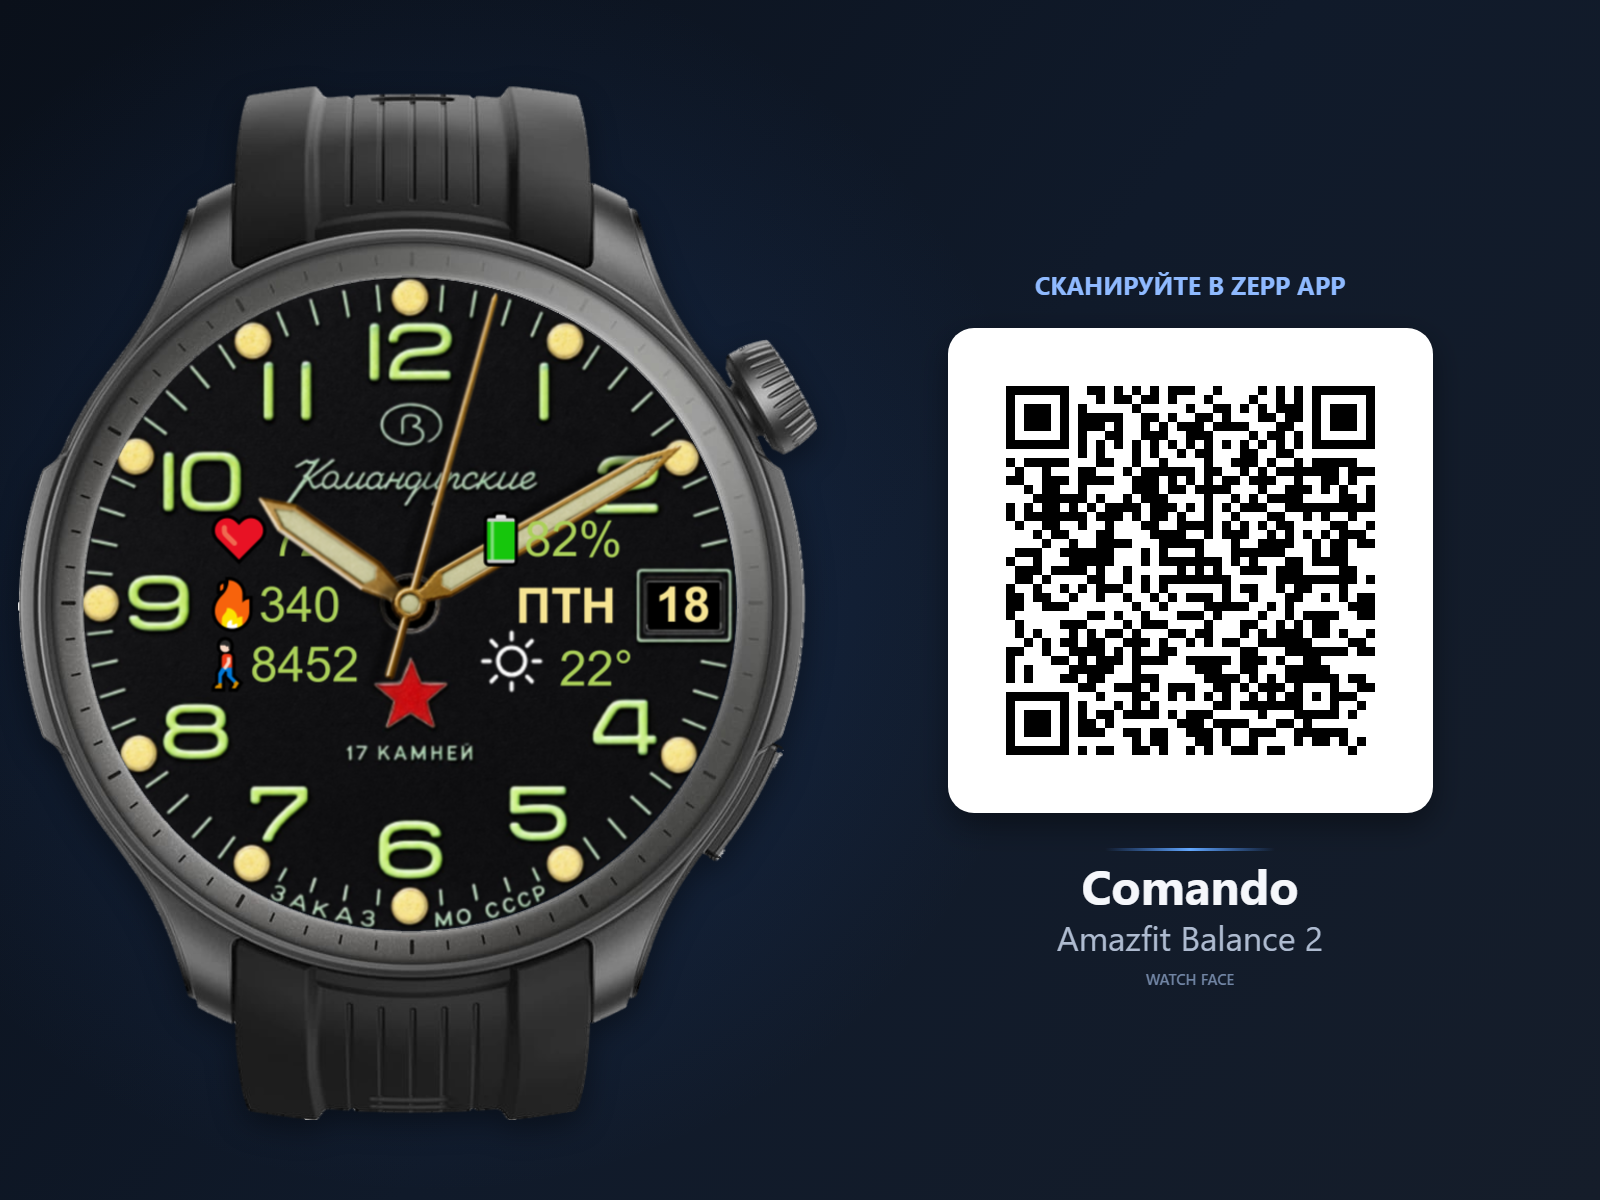 12
11
1
В
10
Командирские
2
82%
9
340
ПТН
18
8452
22°
8
4
17 КАМНЕЙ
7
5
6
ЗАКАЗ МО СССР
СКАНИРУЙТЕ В ZEPP APP
Comando
Amazfit Balance 2
WATCH FACE